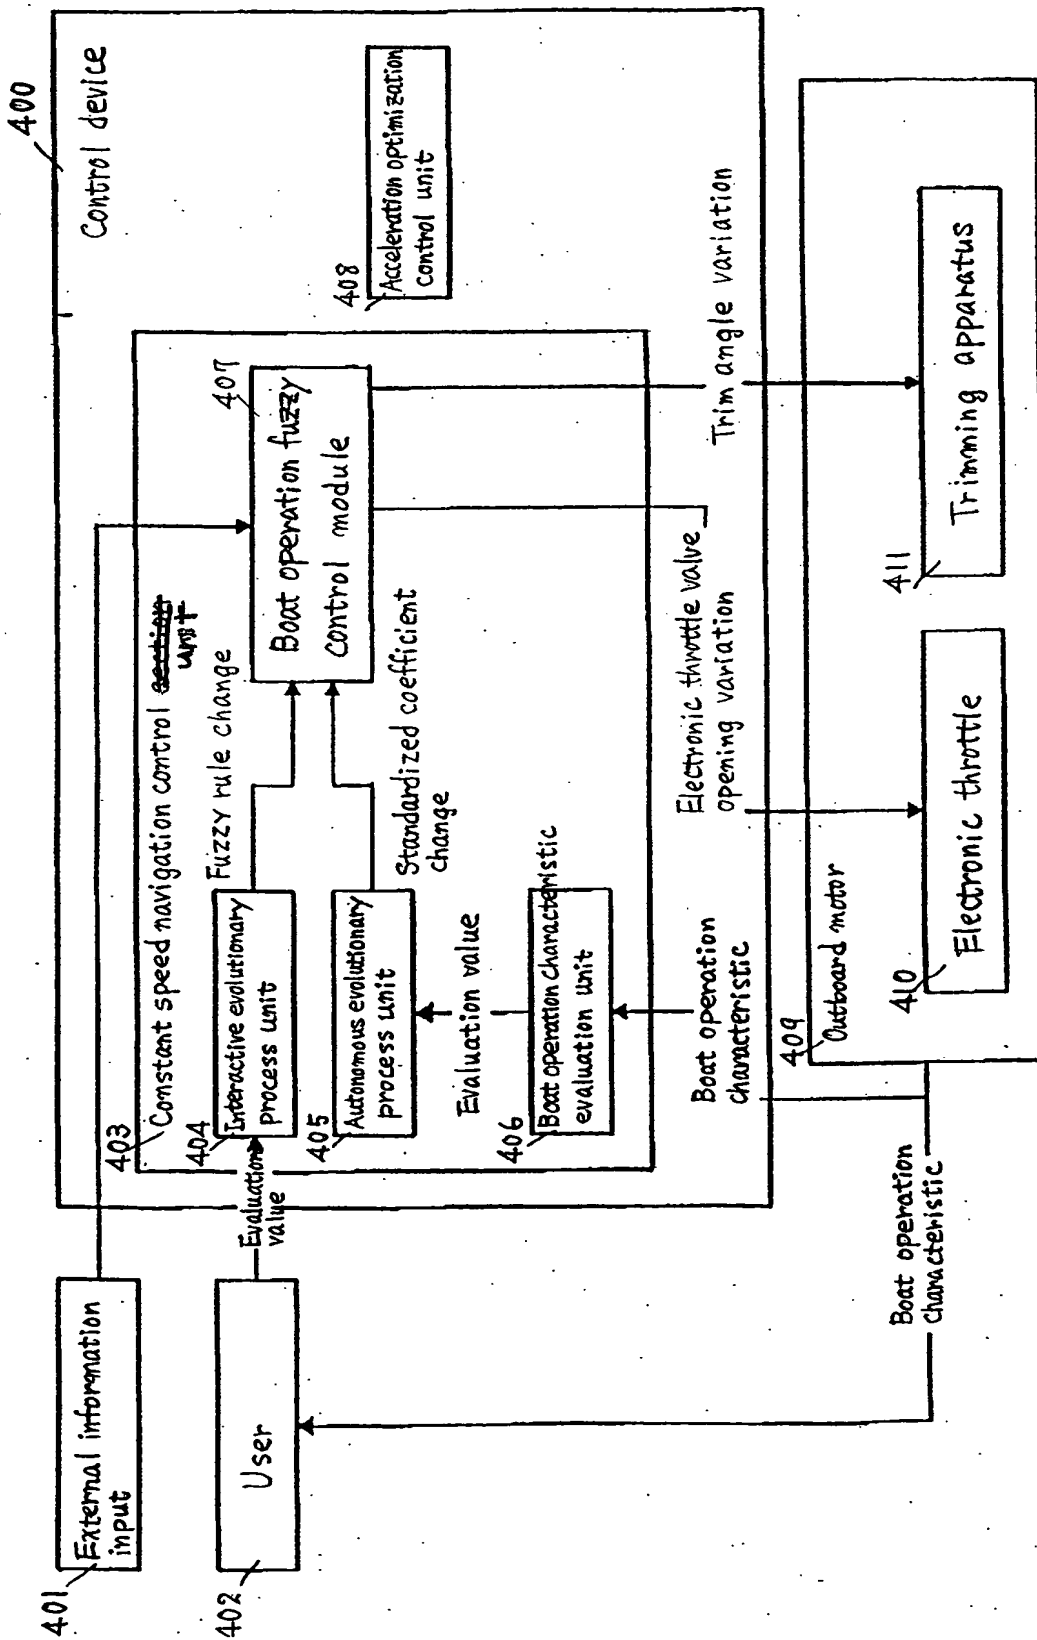 400
Control device
408
Acceleration optimization
control unit
403
Constant speed navigation control section
unit
407
Boat operation fuzzy
control module
Fuzzy rule change
Standardized coefficient
change
404
Interactive evolutionary
process unit
405
Autonomous evolutionary
process unit
Evaluation value
406
Boat operation characteristic
evaluation unit
401
External information
input
402
User
Evaluation
value
Trim angle variation
Electronic throttle valve
opening variation
Boat operation
characteristic
Boat operation
characteristic
409
Outboard motor
410
Electronic throttle
411
Trimming apparatus